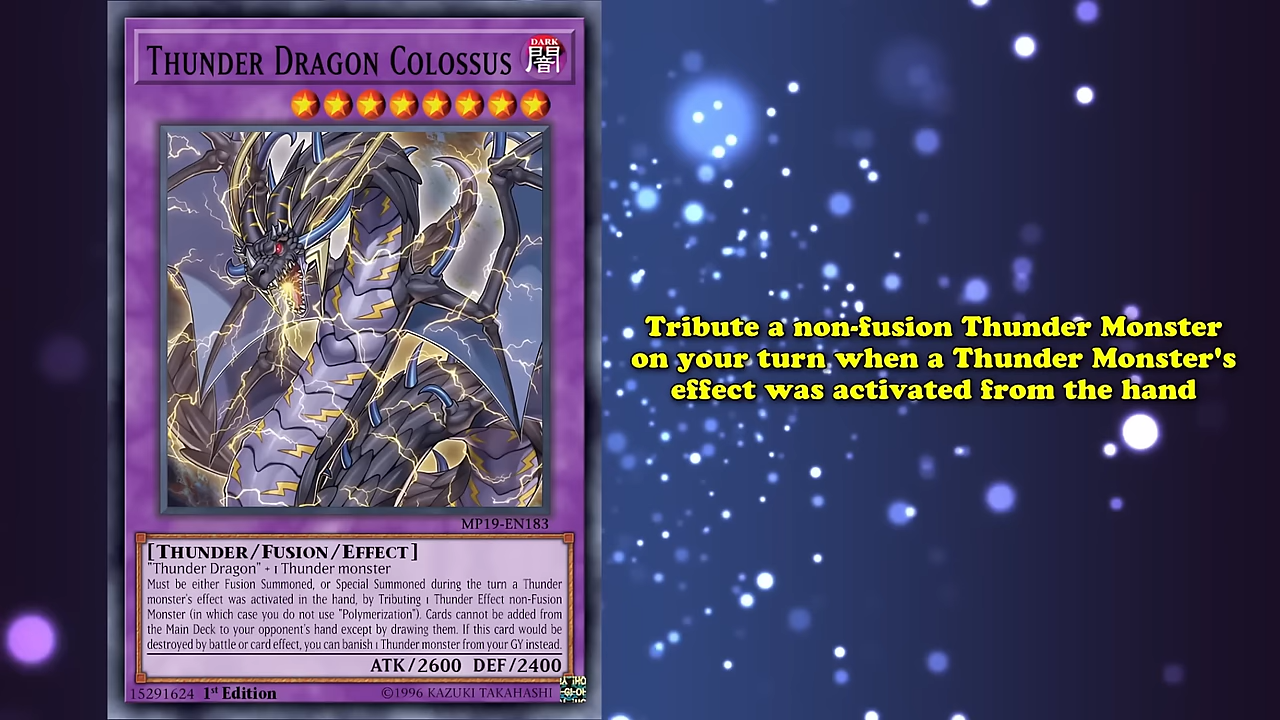 THUNDER DRAGON COLOSSUS
DARK
闇
MP19-EN183
[THUNDER/FUSION/EFFECT]
"Thunder Dragon" + 1 Thunder monster
Must be either Fusion Summoned, or Special Summoned during the turn a Thunder
monster's effect was activated in the hand, by Tributing 1 Thunder Effect non-Fusion
Monster (in which case you do not use "Polymerization"). Cards cannot be added from
the Main Deck to your opponent's hand except by drawing them. If this card would be
destroyed by battle or card effect, you can banish 1 Thunder monster from your GY instead.
ATK/2600 DEF/2400
15291624 1st Edition ©1996 KAZUKI TAKAHASHI
Tribute a non-fusion Thunder Monster
on your turn when a Thunder Monster's
effect was activated from the hand